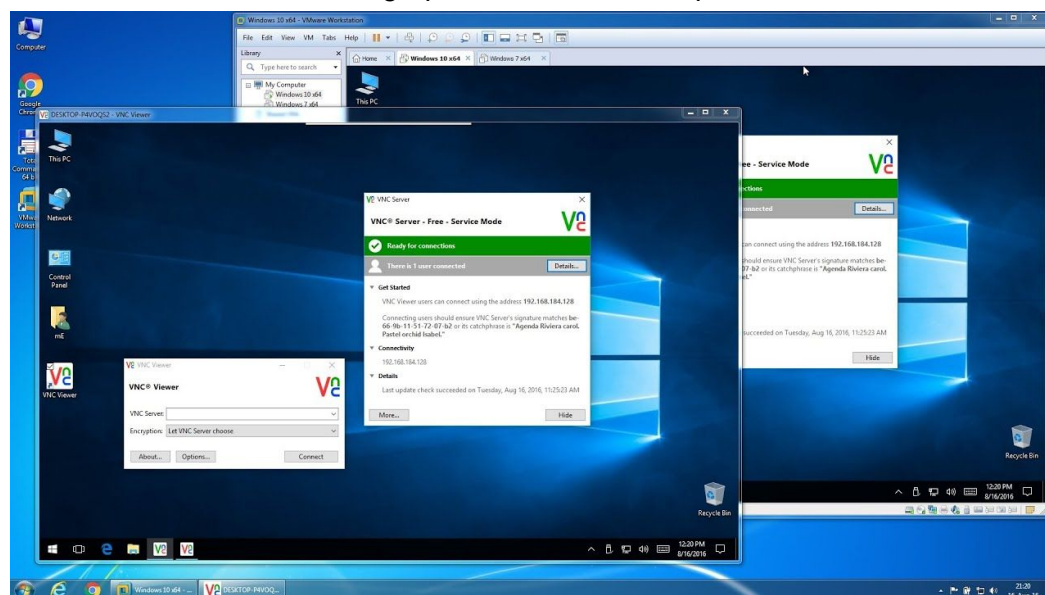 Computer
Google
Chro
Tota
Comma
64 b
VMw
Workst
Windows 10 x64 - VMware Workstation
File Edit View VM Tabs Help
Library
Type here to search
My Computer
Windows 10 x64
Windows 7 x64
Home
Windows 10 x64
Windows 7 x64
This PC
DESKTOP-P4VOQS2 - VNC Viewer
This PC
Network
Control
Panel
mE
VNC Viewer
VNC Viewer
VNC® Viewer
VNC Server:
Encryption: Let VNC Server choose
About... Options... Connect
VNC Server
VNC® Server - Free - Service Mode
Ready for connections
There is 1 user connected Details...
Get Started
VNC Viewer users can connect using the address 192.168.184.128
Connecting users should ensure VNC Server's signature matches be-
66-9b-11-51-72-07-b2 or its catchphrase is "Agenda Riviera carol.
Pastel orchid Isabel."
Connectivity
192.168.184.128
Details
Last update check succeeded on Tuesday, Aug 16, 2016, 11:25:23 AM
More... Hide
ree - Service Mode
ections
onnected Details...
can connect using the address 192.168.184.128
should ensure VNC Server's signature matches be-
07-b2 or its catchphrase is "Agenda Riviera carol.
bel."
succeeded on Tuesday, Aug 16, 2016, 11:25:23 AM
Hide
Recycle Bin
12:20 PM
8/16/2016
Recycle Bin
12:20 PM
8/16/2016
Windows 10 x64 - ...
DESKTOP-P4VOQ...
21:20